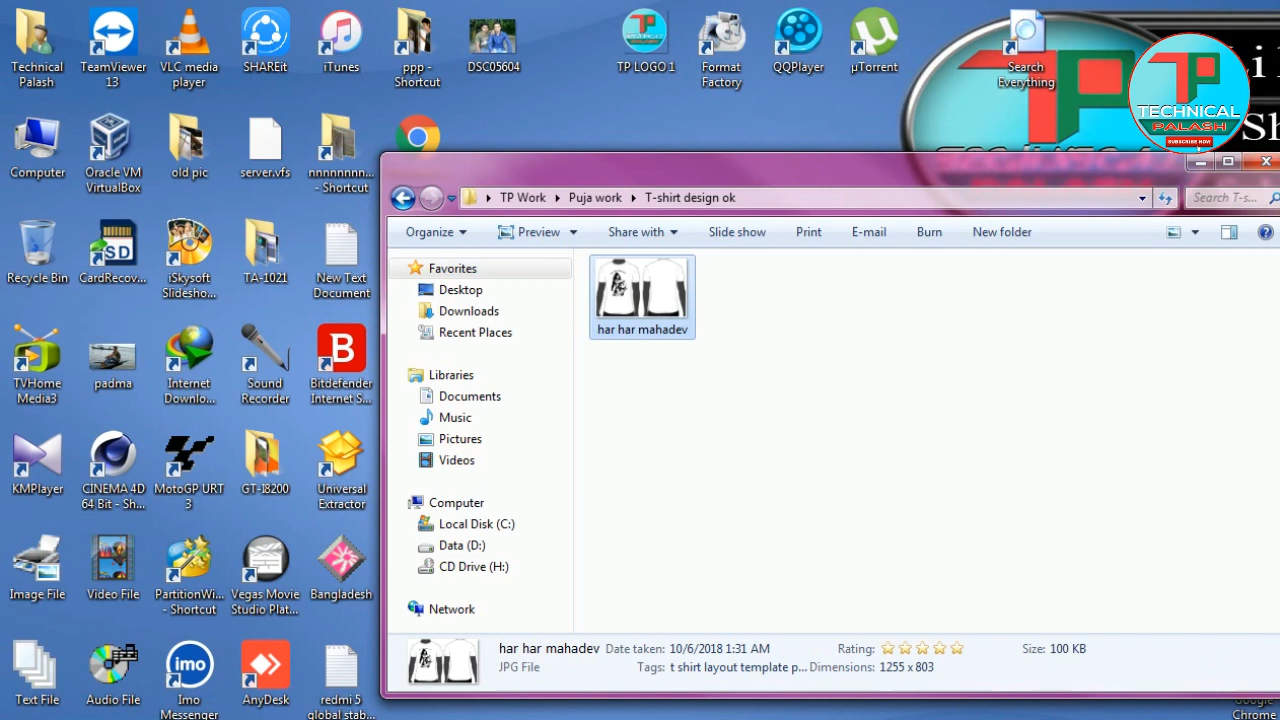 Technical
Palash
TeamViewer
13
VLC media
player
SHAREit
iTunes
ppp -
Shortcut
DSC05604
TP LOGO 1
Format
Factory
QQPlayer
µTorrent
Search
Everything
TP
TECHNICAL
PALASH
SUBSCRIBE NOW
Computer
Oracle VM
VirtualBox
old pic
server.vfs
nnnnnnnn...
- Shortcut
TP Work
Puja work
T-shirt design ok
Search T-s...
Organize
Preview
Share with
Slide show
Print
E-mail
Burn
New folder
Recycle Bin
CardRecov...
iSkysoft
Slidesho...
TA-1021
New Text
Document
Favorites
Desktop
Downloads
Recent Places
har har mahadev
Libraries
Documents
Music
Pictures
Videos
TVHome
Media3
padma
Internet
Downlo...
Sound
Recorder
Bitdefender
Internet S...
KMPlayer
CINEMA 4D
64 Bit - Sh...
MotoGP URT
3
GT-I8200
Universal
Extractor
Computer
Local Disk (C:)
Data (D:)
CD Drive (H:)
Network
Image File
Video File
PartitionWi...
- Shortcut
Vegas Movie
Studio Plat...
Bangladesh
har har mahadev
Date taken: 10/6/2018 1:31 AM
Rating:
Size: 100 KB
JPG File
Tags: t shirt layout template p...
Dimensions: 1255 x 803
Text File
Audio File
imo
Imo
Messenger
AnyDesk
redmi 5
global stab...
Google
Chrome